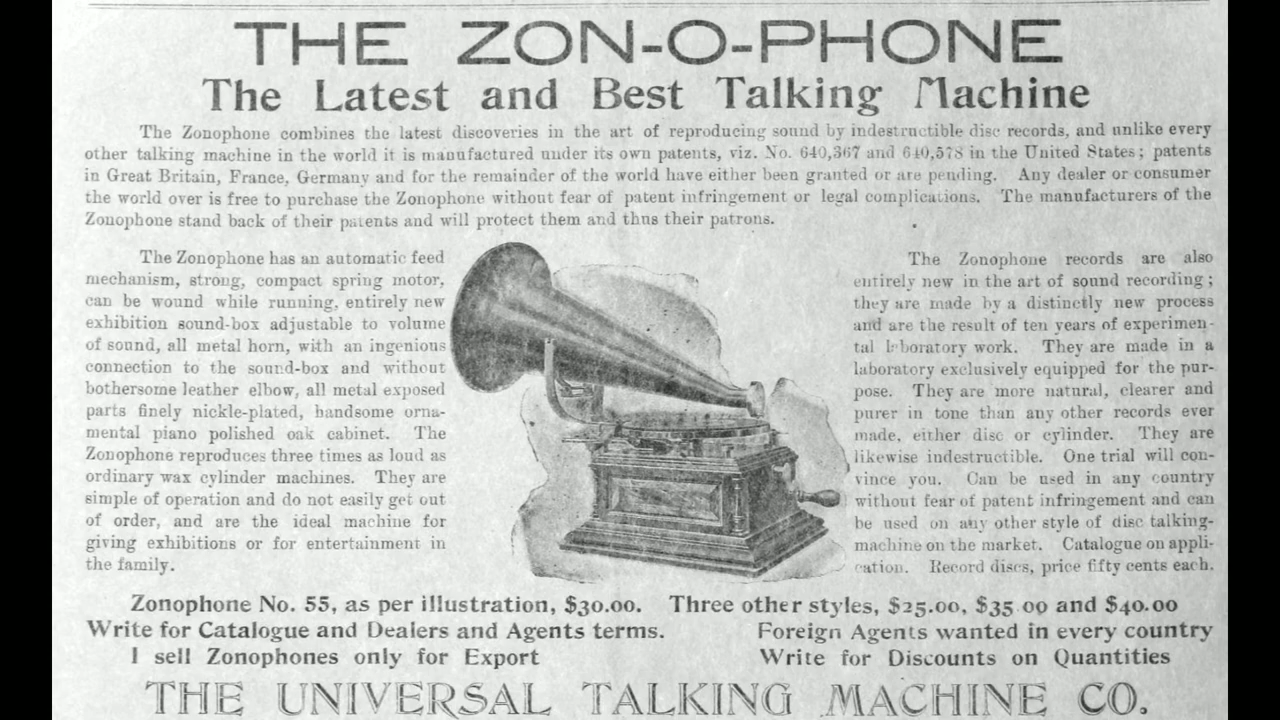 THE ZON-O-PHONE
The Latest and Best Talking Machine
The Zonophone combines the latest discoveries in the art of reproducing sound by indestructible disc records, and unlike every
other talking machine in the world it is manufactured under its own patents, viz. No. 640,367 and 640,578 in the United States; patents
in Great Britain, France, Germany and for the remainder of the world have either been granted or are pending. Any dealer or consumer
the world over is free to purchase the Zonophone without fear of patent infringement or legal complications. The manufacturers of the
Zonophone stand back of their patents and will protect them and thus their patrons.
The Zonophone has an automatic feed
mechanism, strong, compact spring motor,
can be wound while running, entirely new
exhibition sound-box adjustable to volume
of sound, all metal horn, with an ingenious
connection to the sound-box and without
bothersome leather elbow, all metal exposed
parts finely nickle-plated, handsome orna-
mental piano polished oak cabinet. The
Zonophone reproduces three times as loud as
ordinary wax cylinder machines. They are
simple of operation and do not easily get out
of order, and are the ideal machine for
giving exhibitions or for entertainment in
the family.
The Zonophone records are also
entirely new in the art of sound recording;
they are made by a distinctly new process
and are the result of ten years of experimen-
tal laboratory work. They are made in a
laboratory exclusively equipped for the pur-
pose. They are more natural, clearer and
purer in tone than any other records ever
made, either disc or cylinder. They are
likewise indestructible. One trial will con-
vince you. Can be used in any country
without fear of patent infringement and can
be used on any other style of disc talking-
machine on the market. Catalogue on appli-
cation. Record discs, price fifty cents each.
Zonophone No. 55, as per illustration, $30.00. Three other styles, $25.00, $35.00 and $40.00
Write for Catalogue and Dealers and Agents terms. Foreign Agents wanted in every country
I sell Zonophones only for Export Write for Discounts on Quantities
THE UNIVERSAL TALKING MACHINE CO.